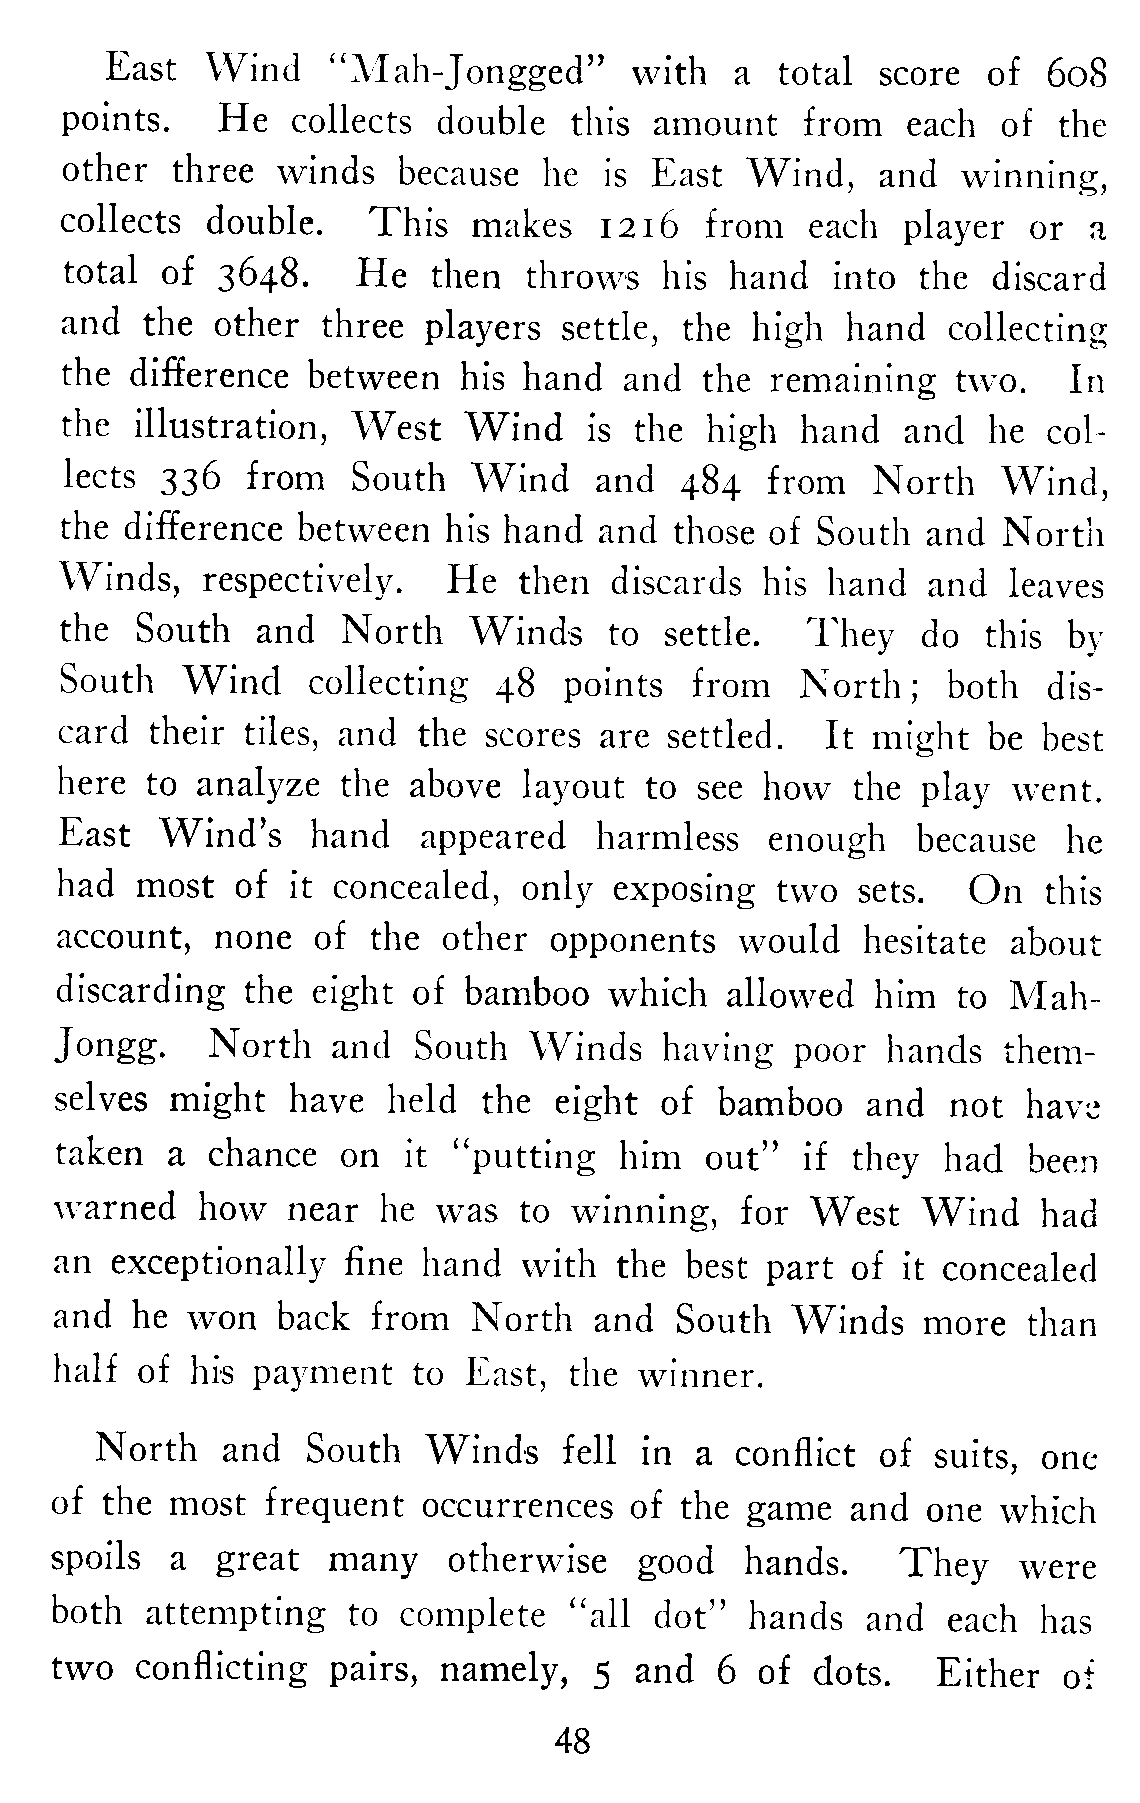 East Wind “Mah-Jongged” with a total score of 608
points. He collects double this amount from each of the
other three winds because he is East Wind, and winning,
collects double. This makes 1216 from each player or a
total of 3648. He then throws his hand into the discard
and the other three players settle, the high hand collecting
the difference between his hand and the remaining two. In
the illustration, West Wind is the high hand and he col-
lects 336 from South Wind and 484 from North Wind,
the difference between his hand and those of South and North
Winds, respectively. He then discards his hand and leaves
the South and North Winds to settle. They do this by
South Wind collecting 48 points from North; both dis-
card their tiles, and the scores are settled. It might be best
here to analyze the above layout to see how the play went.
East Wind’s hand appeared harmless enough because he
had most of it concealed, only exposing two sets. On this
account, none of the other opponents would hesitate about
discarding the eight of bamboo which allowed him to Mah-
Jongg. North and South Winds having poor hands them-
selves might have held the eight of bamboo and not have
taken a chance on it “putting him out” if they had been
warned how near he was to winning, for West Wind had
an exceptionally fine hand with the best part of it concealed
and he won back from North and South Winds more than
half of his payment to East, the winner.
North and South Winds fell in a conflict of suits, one
of the most frequent occurrences of the game and one which
spoils a great many otherwise good hands. They were
both attempting to complete “all dot” hands and each has
two conflicting pairs, namely, 5 and 6 of dots. Either of
48